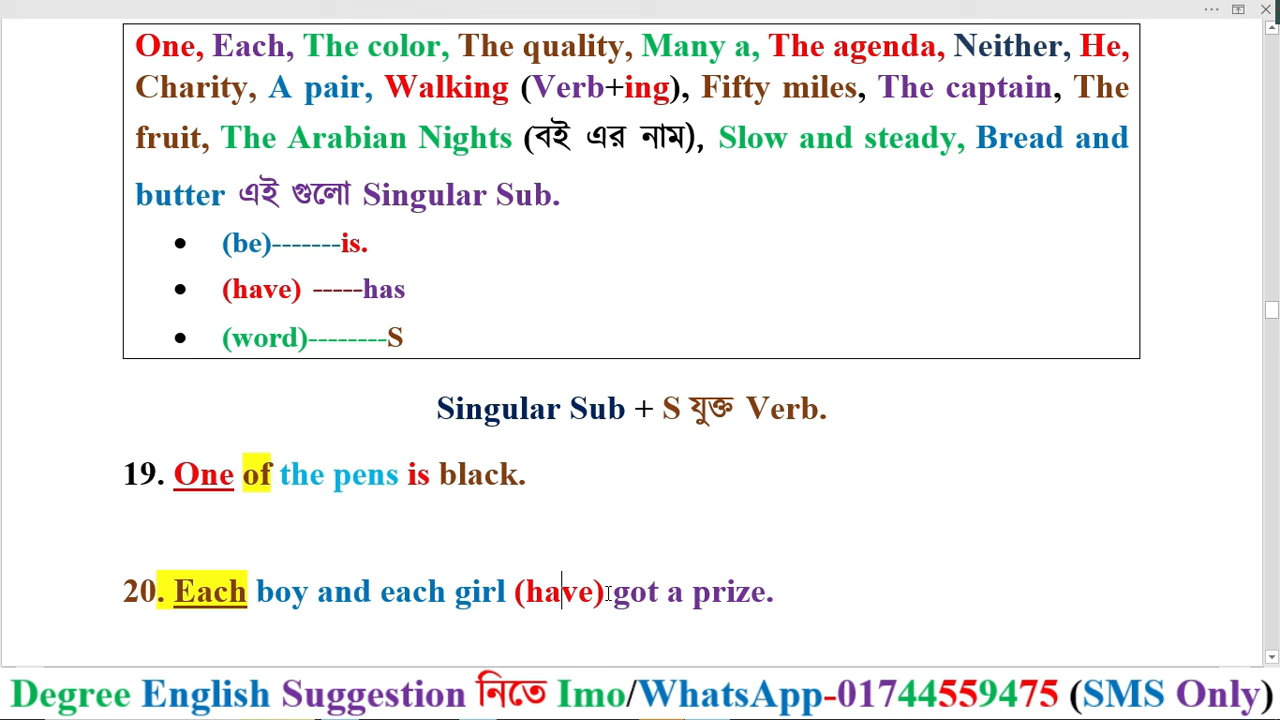 One, Each, The color, The quality, Many a, The agenda, Neither, He,
Charity, A pair, Walking (Verb+ing), Fifty miles, The captain, The
fruit, The Arabian Nights (বই এর নাম), Slow and steady, Bread and
butter এই গুলো Singular Sub.
• (be)-------is.
• (have) -----has
• (word)--------S
Singular Sub + S যুক্ত Verb.
19. One of the pens is black.
20. Each boy and each girl (have) got a prize.
Degree English Suggestion নিতে Imo/WhatsApp-01744559475 (SMS Only)